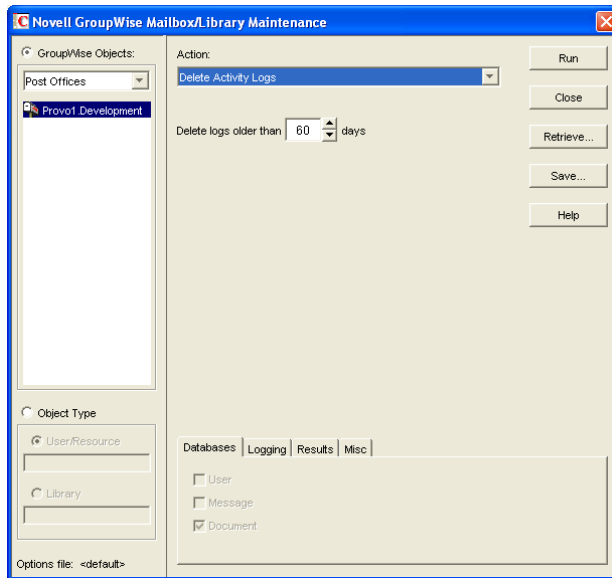 Novell GroupWise Mailbox/Library Maintenance
GroupWise Objects:
Post Offices
Provo1.Development
Object Type
User/Resource
Library
Options file: <default>
Action:
Delete Activity Logs
Delete logs older than 60 days
Databases Logging Results Misc
User
Message
Document
Run
Close
Retrieve...
Save...
Help